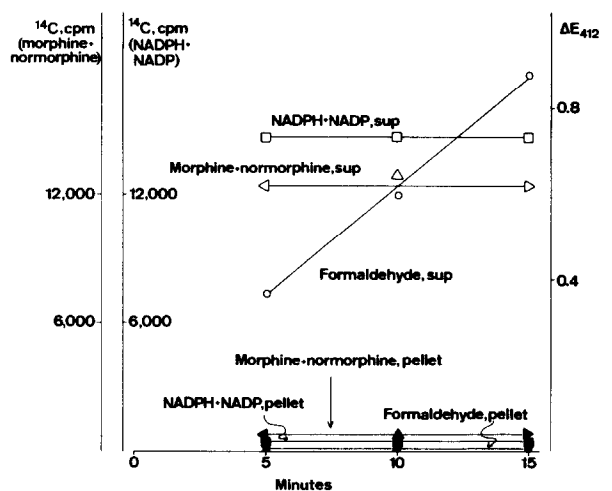 ¹⁴C, cpm
(morphine+
normorphine)
¹⁴C, cpm
(NADPH+
NADP)
ΔE₄₁₂
NADPH+NADP, sup
0.8
Morphine+normorphine, sup
12,000
12,000
Formaldehyde, sup
0.4
6,000
6,000
Morphine+normorphine, pellet
NADPH+NADP, pellet
Formaldehyde, pellet
0
5
10
15
Minutes